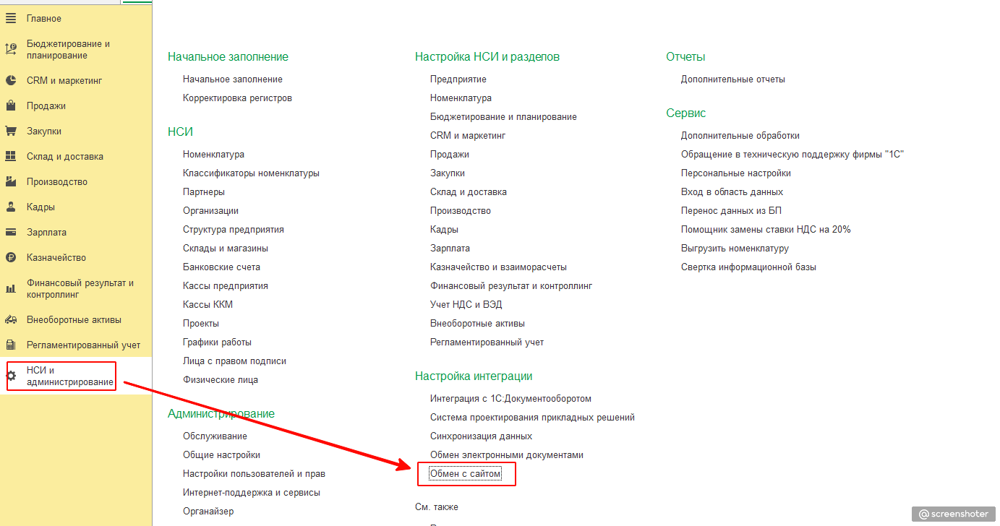 Главное
Бюджетирование и
планирование
CRM и маркетинг
Продажи
Закупки
Склад и доставка
Производство
Кадры
Зарплата
Казначейство
Финансовый результат и
контроллинг
Внеоборотные активы
Регламентированный учет
НСИ и
администрирование
Начальное заполнение
Начальное заполнение
Корректировка регистров
НСИ
Номенклатура
Классификаторы номенклатуры
Партнеры
Организации
Структура предприятия
Склады и магазины
Банковские счета
Кассы предприятия
Кассы ККМ
Проекты
Графики работы
Лица с правом подписи
Физические лица
Администрирование
Обслуживание
Общие настройки
Настройки пользователей и прав
Интернет-поддержка и сервисы
Органайзер
Настройка НСИ и разделов
Предприятие
Номенклатура
Бюджетирование и планирование
CRM и маркетинг
Продажи
Закупки
Склад и доставка
Производство
Кадры
Зарплата
Казначейство и взаиморасчеты
Финансовый результат и контроллинг
Учет НДС и ВЭД
Внеоборотные активы
Регламентированный учет
Настройка интеграции
Интеграция с 1С:Документооборотом
Система проектирования прикладных решений
Синхронизация данных
Обмен электронными документами
Обмен с сайтом
См. также
Отчеты
Дополнительные отчеты
Сервис
Дополнительные обработки
Обращение в техническую поддержку фирмы "1С"
Персональные настройки
Вход в область данных
Перенос данных из БП
Помощник замены ставки НДС на 20%
Выгрузить номенклатуру
Свертка информационной базы
@screenshoter